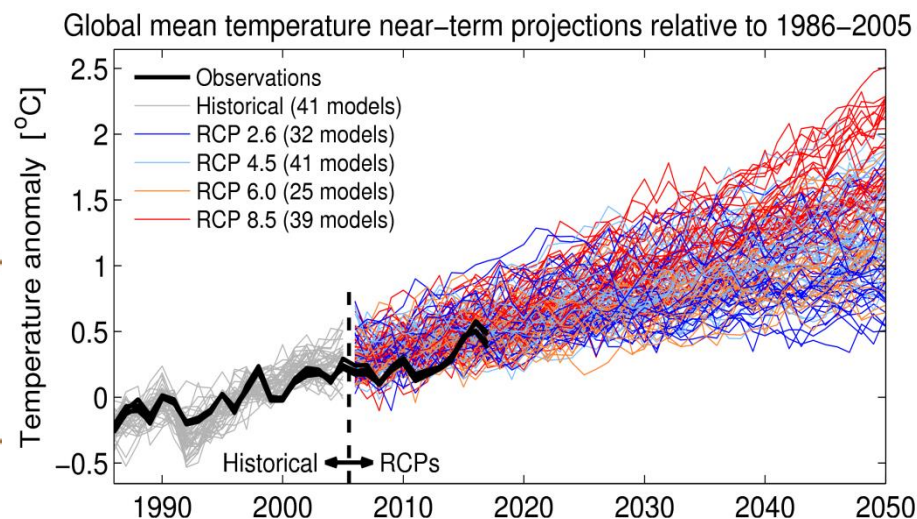 Global mean temperature near−term projections relative to 1986−2005
Temperature anomaly [°C]
2.5
2
1.5
1
0.5
0
−0.5
Observations
Historical (41 models)
RCP 2.6 (32 models)
RCP 4.5 (41 models)
RCP 6.0 (25 models)
RCP 8.5 (39 models)
Historical RCPs
1990 2000 2010 2020 2030 2040 2050